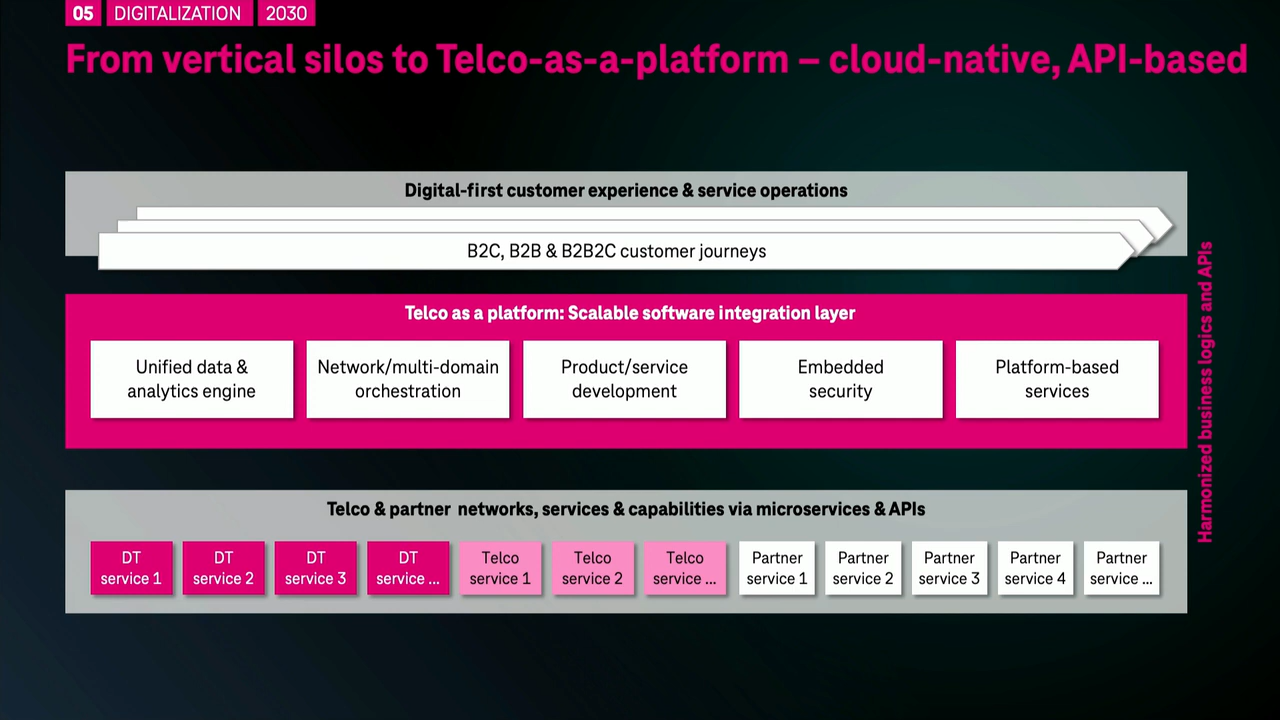 05 DIGITALIZATION 2030
From vertical silos to Telco-as-a-platform – cloud-native, API-based
Digital-first customer experience & service operations
B2C, B2B & B2B2C customer journeys
Telco as a platform: Scalable software integration layer
Unified data &
analytics engine
Network/multi-domain
orchestration
Product/service
development
Embedded
security
Platform-based
services
Telco & partner networks, services & capabilities via microservices & APIs
DT
service 1
DT
service 2
DT
service 3
DT
service ...
Telco
service 1
Telco
service 2
Telco
service ...
Partner
service 1
Partner
service 2
Partner
service 3
Partner
service 4
Partner
service ...
Harmonized business logics and APIs